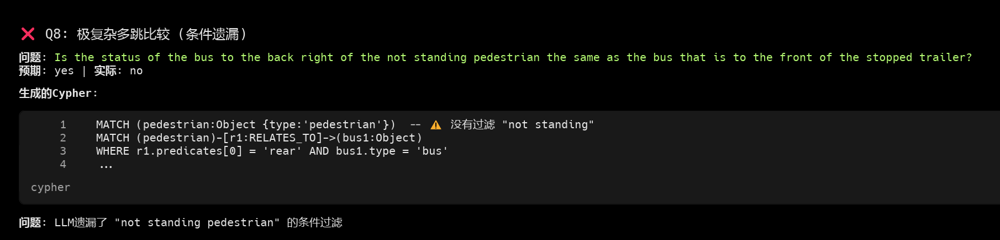 ❌ Q8: 极复杂多跳比较 (条件遗漏)
问题: Is the status of the bus to the back right of the not standing pedestrian the same as the bus that is to the front of the stopped trailer?
预期: yes | 实际: no
生成的Cypher:
1 MATCH (pedestrian:Object {type:'pedestrian'})  -- ⚠️ 没有过滤 "not standing"
2 MATCH (pedestrian)-[r1:RELATES_TO]->(bus1:Object)
3 WHERE r1.predicates[0] = 'rear' AND bus1.type = 'bus'
4 ...
cypher
问题: LLM遗漏了 "not standing pedestrian" 的条件过滤